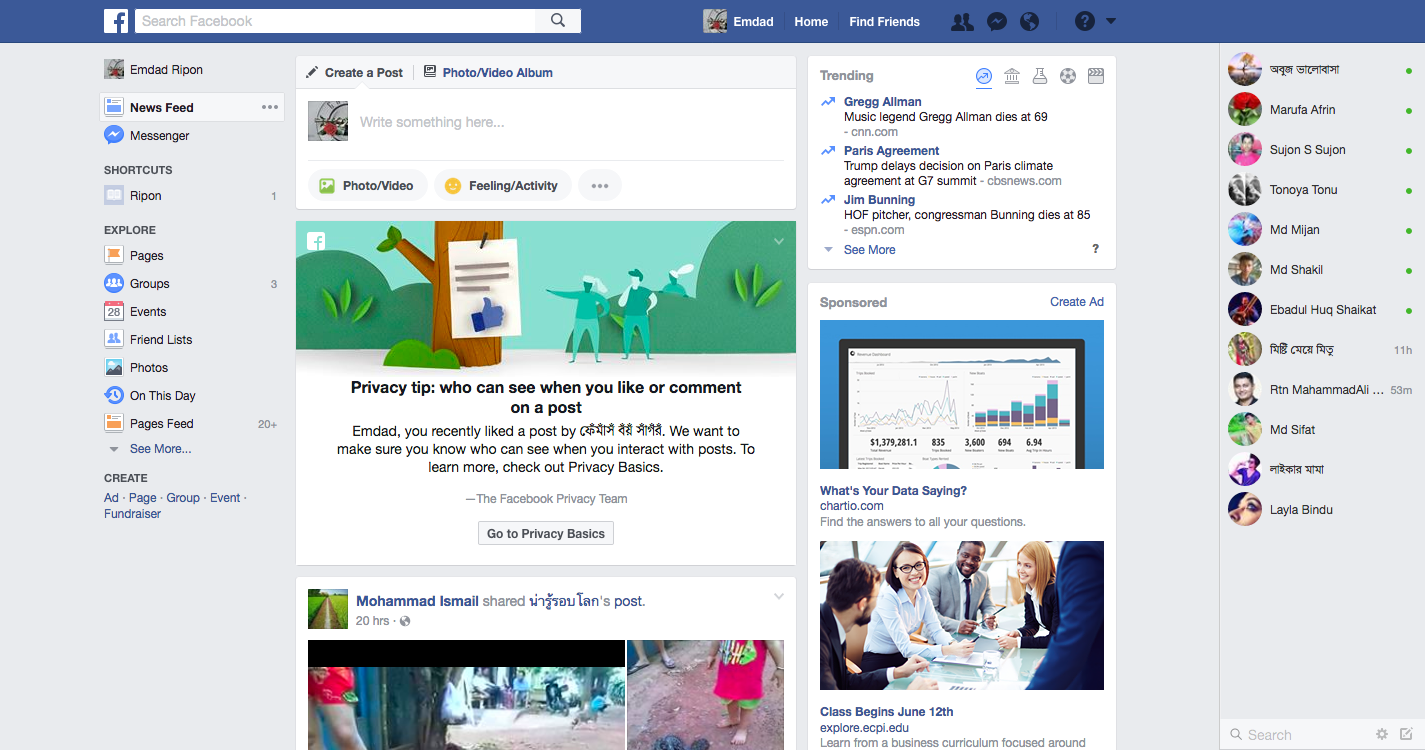 Search Facebook
Emdad
Home
Find Friends
Emdad Ripon
News Feed
Messenger
SHORTCUTS
Ripon 1
EXPLORE
Pages
Groups 3
28 Events
Friend Lists
Photos
On This Day
Pages Feed 20+
See More...
CREATE
Ad · Page · Group · Event ·
Fundraiser
Create a Post
Photo/Video Album
Write something here...
Photo/Video
Feeling/Activity
Privacy tip: who can see when you like or comment
on a post
Emdad, you recently liked a post by. We want to
make sure you know who can see when you interact with posts. To
learn more, check out Privacy Basics.
—The Facebook Privacy Team
Go to Privacy Basics
Mohammad Ismail shared น่ารู้รอบโลก's post.
20 hrs ·
Trending
Gregg Allman
Music legend Gregg Allman dies at 69
- cnn.com
Paris Agreement
Trump delays decision on Paris climate
agreement at G7 summit - cbsnews.com
Jim Bunning
HOF pitcher, congressman Bunning dies at 85
- espn.com
See More ?
Sponsored Create Ad
Revenue Dashboard
$1,379,281.1 835 3,600 694 6.94
What's Your Data Saying?
chartio.com
Find the answers to all your questions.
Class Begins June 12th
explore.ecpi.edu
Learn from a business curriculum focused around
অবুজ ভালোবাসা
Marufa Afrin
Sujon S Sujon
Tonoya Tonu
Md Mijan
Md Shakil
Ebadul Huq Shaikat
মিষ্টি মেয়ে মিতু 11h
Rtn MahammadAli ... 53m
Md Sifat
লাইকার মামা
Layla Bindu
Search